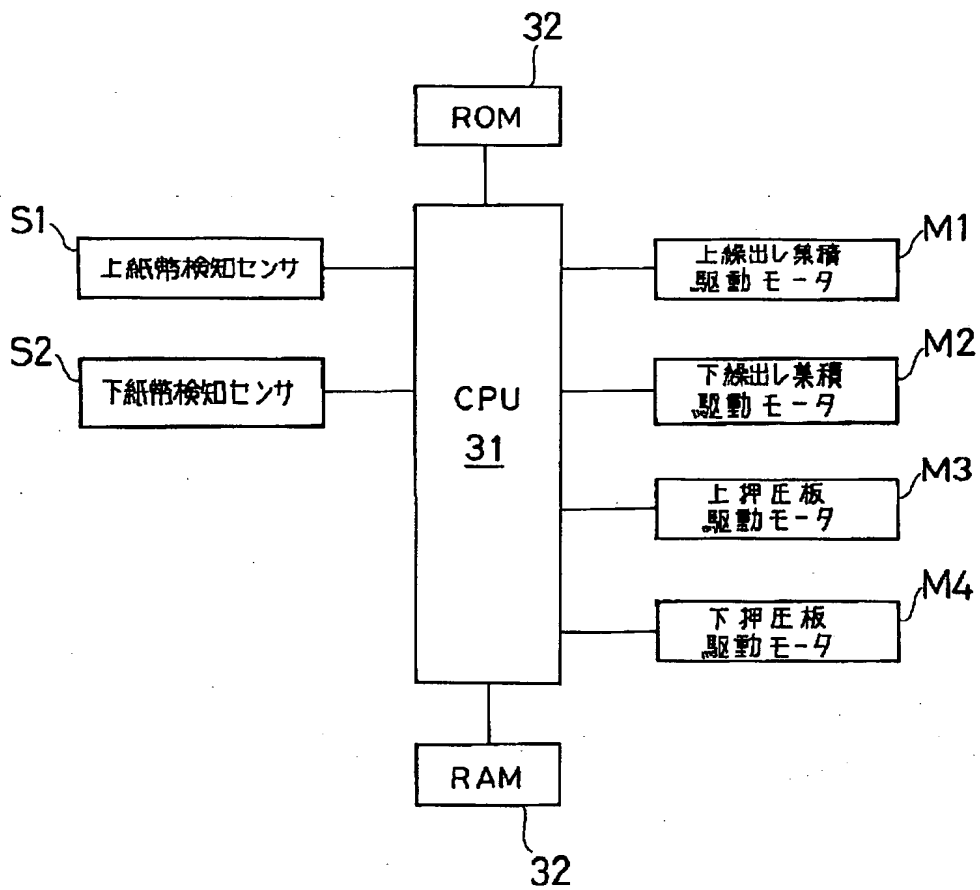 32
ROM
S1
上紙幣検知センサ
S2
下紙幣検知センサ
CPU
31
M1
上繰出し集積
駆動モータ
M2
下繰出し集積
駆動モータ
M3
上押圧板
駆動モータ
M4
下押圧板
駆動モータ
RAM
32